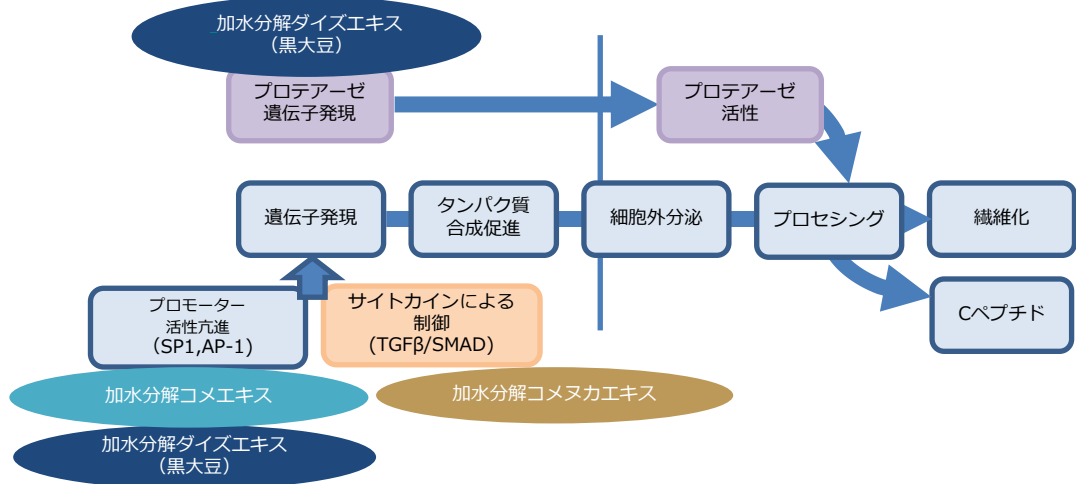 加水分解ダイズエキス
（黒大豆）
プロテアーゼ
遺伝子発現
プロテアーゼ
活性
遺伝子発現
タンパク質
合成促進
細胞外分泌
プロセシング
繊維化
Cペプチド
プロモーター
活性亢進
(SP1,AP-1)
サイトカインによる
制御
(TGFβ/SMAD)
加水分解コメエキス
加水分解コメヌカエキス
加水分解ダイズエキス
（黒大豆）